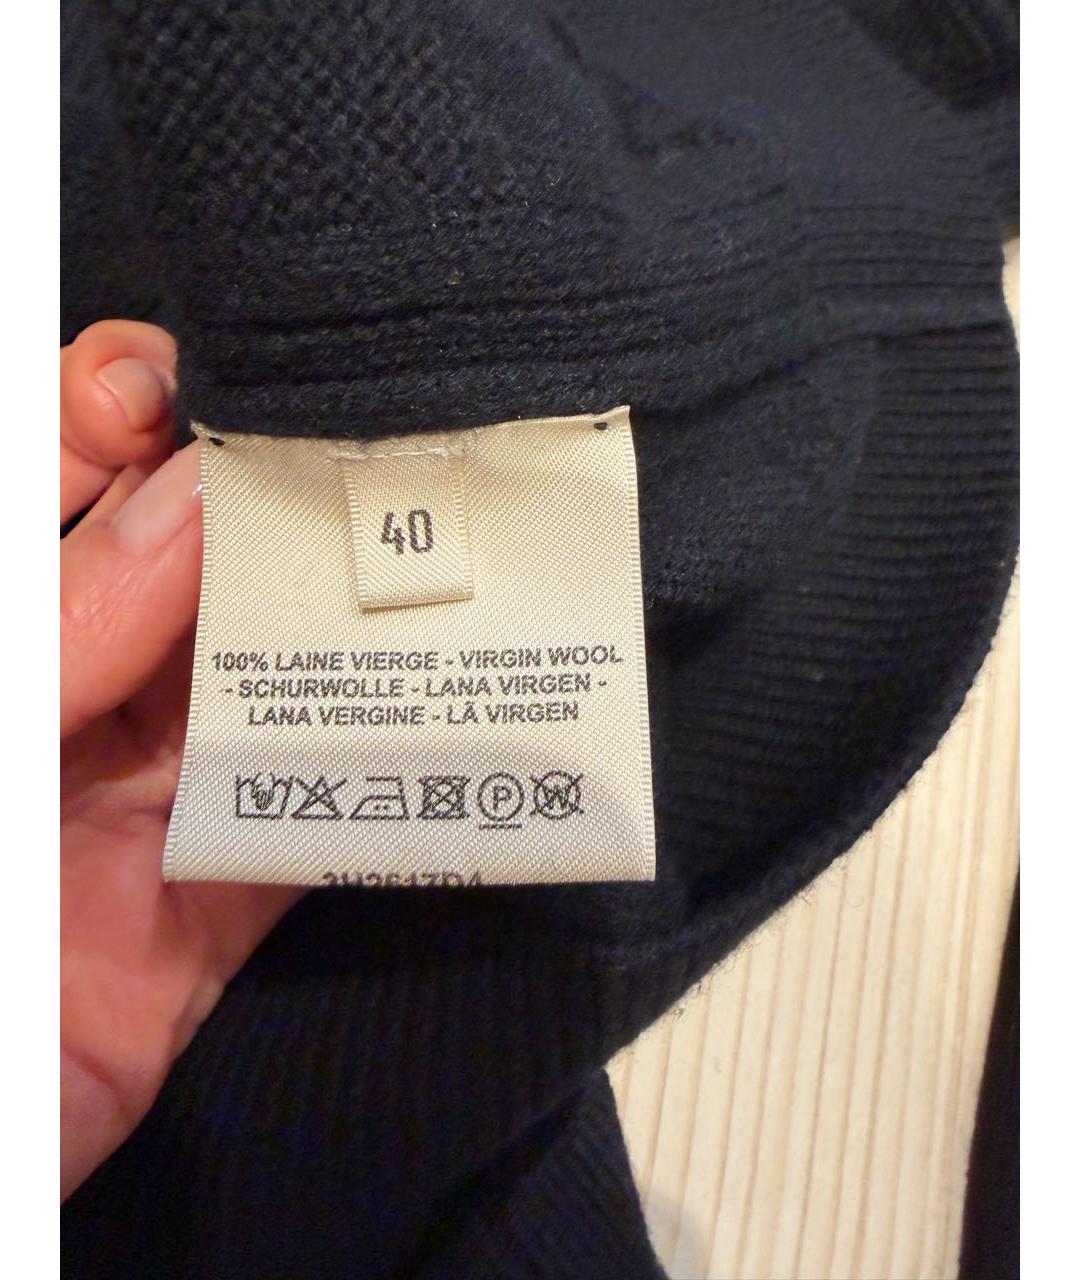 40
100% LAINE VIERGE - VIRGIN WOOL
- SCHURWOLLE - LANA VIRGEN -
LANA VERGINE - LÃ VIRGEN
P W